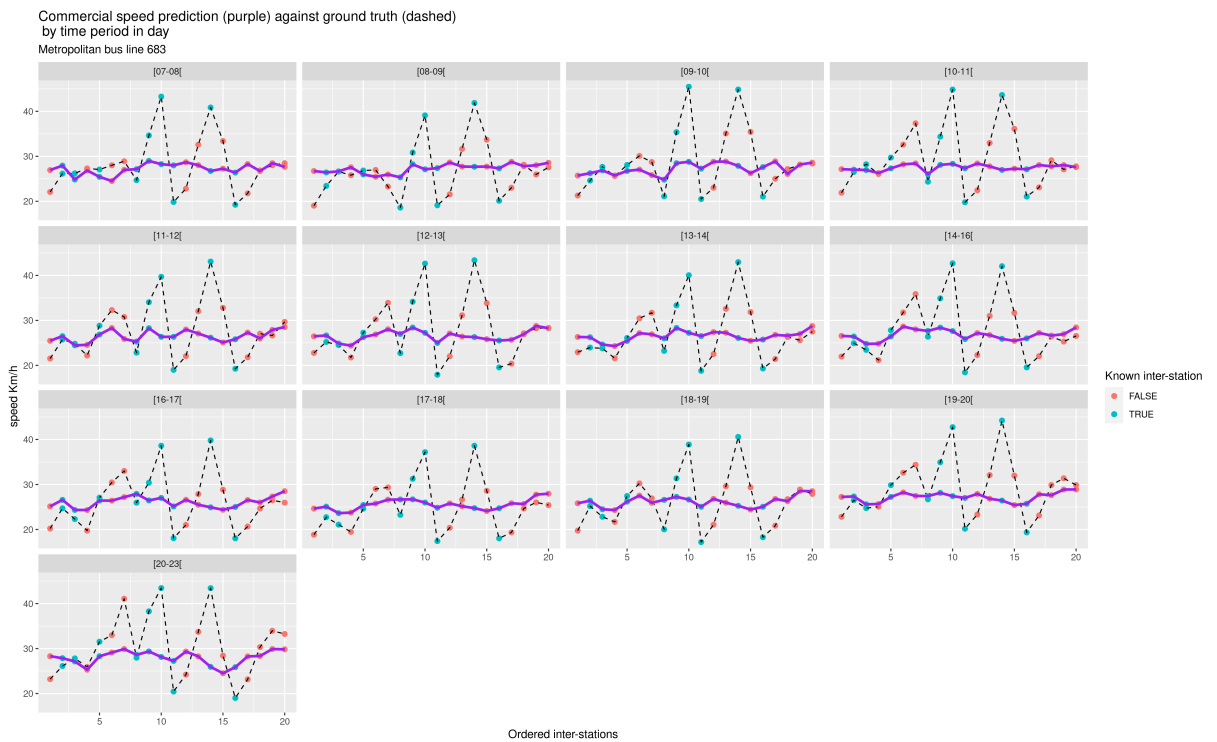 Commercial speed prediction (purple) against ground truth (dashed)
by time period in day
Metropolitan bus line 683
[07-08[ [08-09[ [09-10[ [10-11[
40
30
20
[11-12[ [12-13[ [13-14[ [14-16[
40
30
20
speed Km/h
Known inter-station
FALSE
TRUE
[16-17[ [17-18[ [18-19[ [19-20[
40
30
20
5 10 15 20 5 10 15 20 5 10 15 20
[20-23[
40
30
20
5 10 15 20
Ordered inter-stations